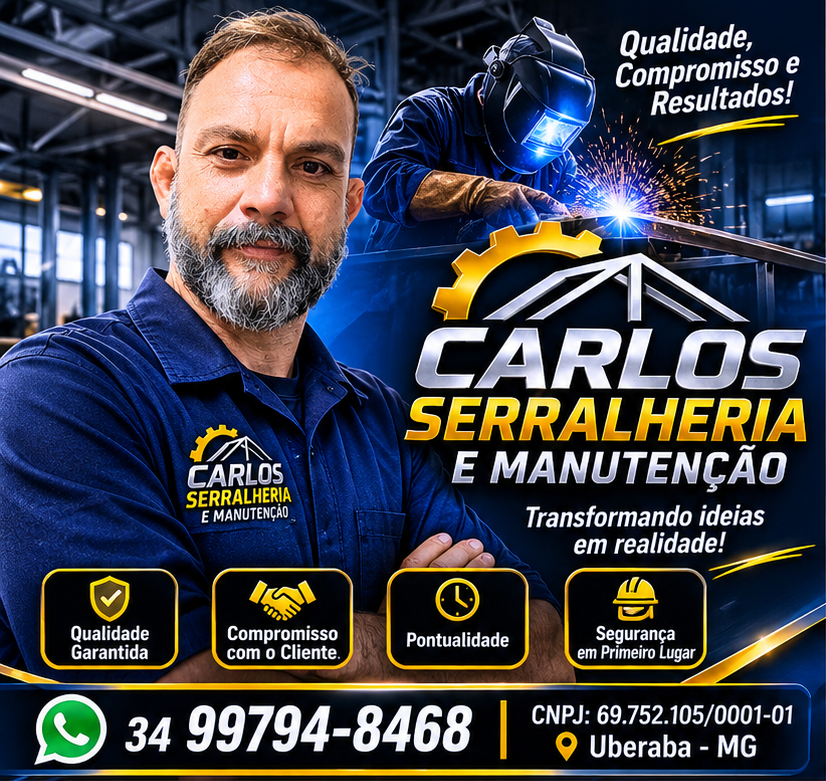 Qualidade,
Compromisso e
Resultados!
CARLOS
SERRALHERIA
E MANUTENÇÃO
Transformando ideias
em realidade!
CARLOS
SERRALHERIA
E MANUTENÇÃO
Qualidade
Garantida
Compromisso
com o Cliente.
Pontualidade
Segurança
em Primeiro Lugar
34 99794-8468
CNPJ: 69.752.105/0001-01
Uberaba - MG